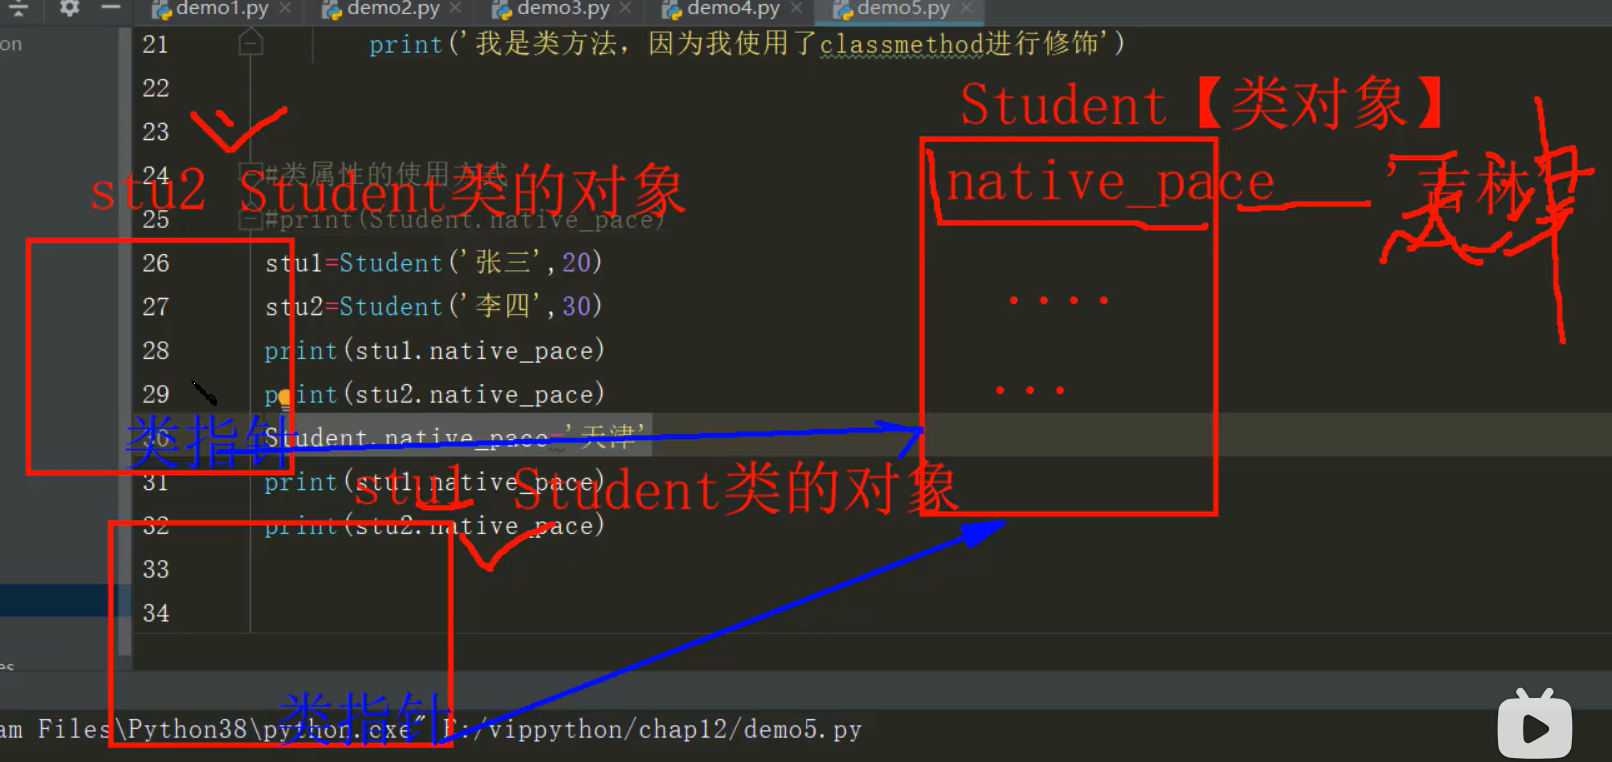 demo1.py demo2.py demo3.py demo4.py demo5.py
on
21 print('我是类方法，因为我使用了classmethod进行修饰')
22
Student【类对象】
23
24 #类属性的使用方式
native_pace '吉林'
天津
stu2 Student类的对象
25 #print(Student.native_pace)
26 stu1=Student('张三',20)
27 stu2=Student('李四',30)
····
28 print(stu1.native_pace)
29 print(stu2.native_pace)
···
类指针
30 Student.native_pace='天津'
31 print(stu1.native_pace)
stu1 Student类的对象
32 print(stu2.native_pace)
33
34
es
类指针
am Files\Python38\python.exe" E:/vippython/chap12/demo5.py